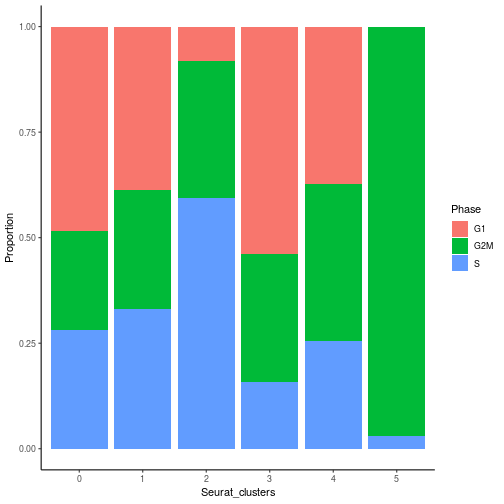 1.00
0.75
0.50
0.25
0.00
Proportion
0 1 2 3 4 5
Seurat_clusters
Phase
G1
G2M
S